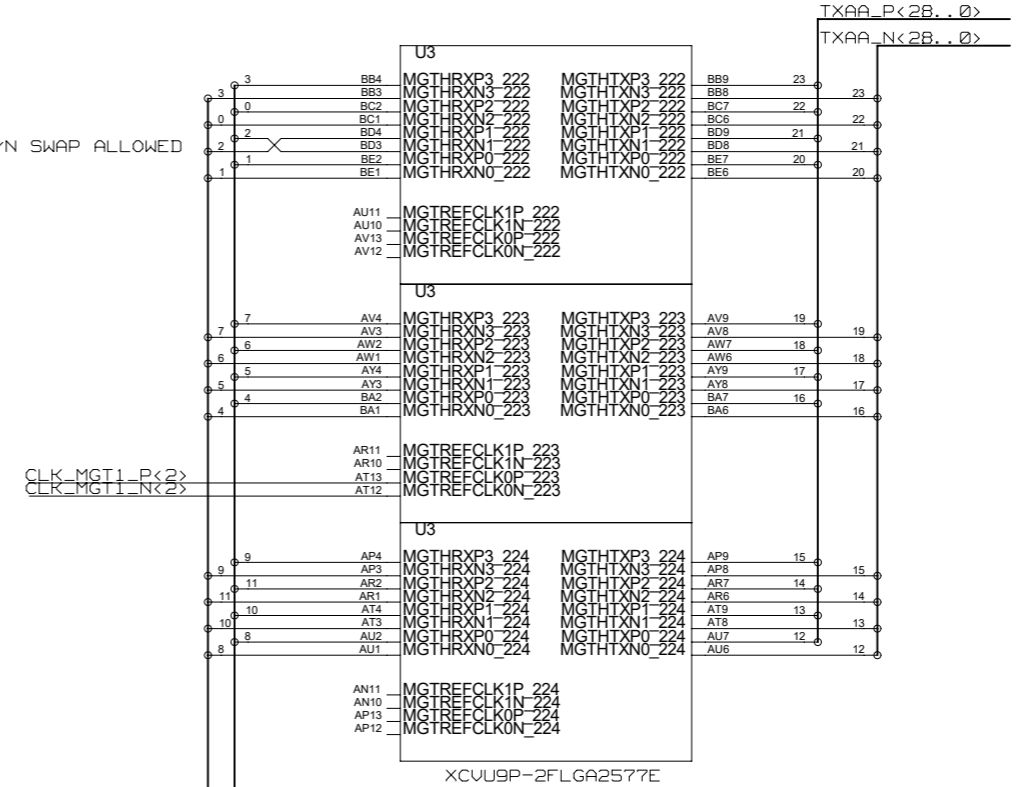 TXAA_P<28..0>
TXAA_N<28..0>
U3
3 BB4 MGTHRXP3_222 MGTHTXP3_222 BB9 23
3 BB3 MGTHRXN3_222 MGTHTXN3_222 BB8 23
0 BC2 MGTHRXP2_222 MGTHTXP2_222 BC7 22
0 BC1 MGTHRXN2_222 MGTHTXN2_222 BC6 22
2 BD4 MGTHRXP1_222 MGTHTXP1_222 BD9 21
/N SWAP ALLOWED 2 BD3 MGTHRXN1_222 MGTHTXN1_222 BD8 21
1 BE2 MGTHRXP0_222 MGTHTXP0_222 BE7 20
1 BE1 MGTHRXN0_222 MGTHTXN0_222 BE6 20
AU11 MGTREFCLK1P_222
AU10 MGTREFCLK1N_222
AV13 MGTREFCLK0P_222
AV12 MGTREFCLK0N_222
U3
7 AV4 MGTHRXP3_223 MGTHTXP3_223 AV9 19
7 AV3 MGTHRXN3_223 MGTHTXN3_223 AV8 19
6 AW2 MGTHRXP2_223 MGTHTXP2_223 AW7 18
6 AW1 MGTHRXN2_223 MGTHTXN2_223 AW6 18
5 AY4 MGTHRXP1_223 MGTHTXP1_223 AY9 17
5 AY3 MGTHRXN1_223 MGTHTXN1_223 AY8 17
4 BA2 MGTHRXP0_223 MGTHTXP0_223 BA7 16
4 BA1 MGTHRXN0_223 MGTHTXN0_223 BA6 16
AR11 MGTREFCLK1P_223
AR10 MGTREFCLK1N_223
CLK_MGT1_P<2> AT13 MGTREFCLK0P_223
CLK_MGT1_N<2> AT12 MGTREFCLK0N_223
U3
9 AP4 MGTHRXP3_224 MGTHTXP3_224 AP9 15
9 AP3 MGTHRXN3_224 MGTHTXN3_224 AP8 15
11 AR2 MGTHRXP2_224 MGTHTXP2_224 AR7 14
11 AR1 MGTHRXN2_224 MGTHTXN2_224 AR6 14
10 AT4 MGTHRXP1_224 MGTHTXP1_224 AT9 13
10 AT3 MGTHRXN1_224 MGTHTXN1_224 AT8 13
8 AU2 MGTHRXP0_224 MGTHTXP0_224 AU7 12
8 AU1 MGTHRXN0_224 MGTHTXN0_224 AU6 12
AN11 MGTREFCLK1P_224
AN10 MGTREFCLK1N_224
AP13 MGTREFCLK0P_224
AP12 MGTREFCLK0N_224
XCVU9P-2FLGA2577E